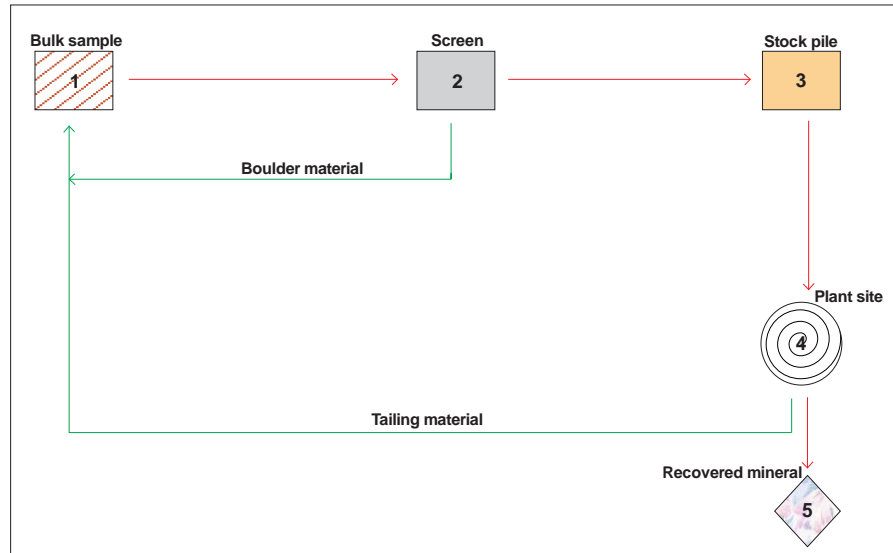 Bulk sample
1
Screen
2
Stock pile
3
Boulder material
Plant site
4
Tailing material
Recovered mineral
5